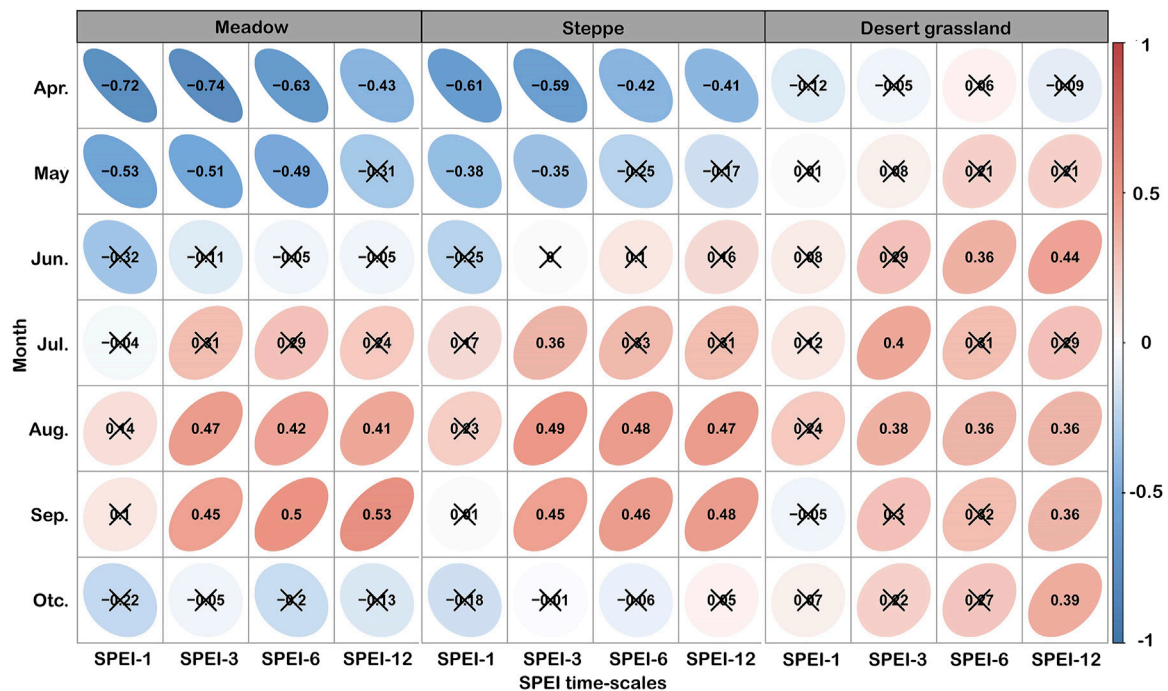 Meadow Steppe Desert grassland
Apr. −0.72 −0.74 −0.63 −0.43 −0.61 −0.59 −0.42 −0.41 −0.12 −0.05 0.06 −0.09
May −0.53 −0.51 −0.49 −0.31 −0.38 −0.35 −0.25 −0.17 0.01 0.08 0.21 0.21
Jun. −0.32 −0.11 −0.05 −0.05 −0.25 0 0.1 0.16 0.08 0.29 0.36 0.44
Jul. −0.04 0.31 0.29 0.24 0.17 0.36 0.33 0.31 0.12 0.4 0.31 0.29
Aug. 0.14 0.47 0.42 0.41 0.23 0.49 0.48 0.47 0.24 0.38 0.36 0.36
Sep. 0.1 0.45 0.5 0.53 0.01 0.45 0.46 0.48 −0.05 0.3 0.32 0.36
Otc. −0.22 −0.05 −0.2 −0.13 −0.18 −0.01 −0.06 0.05 0.07 0.22 0.27 0.39
SPEI-1 SPEI-3 SPEI-6 SPEI-12 SPEI-1 SPEI-3 SPEI-6 SPEI-12 SPEI-1 SPEI-3 SPEI-6 SPEI-12
SPEI time-scales
Month
1
0.5
0
-0.5
-1